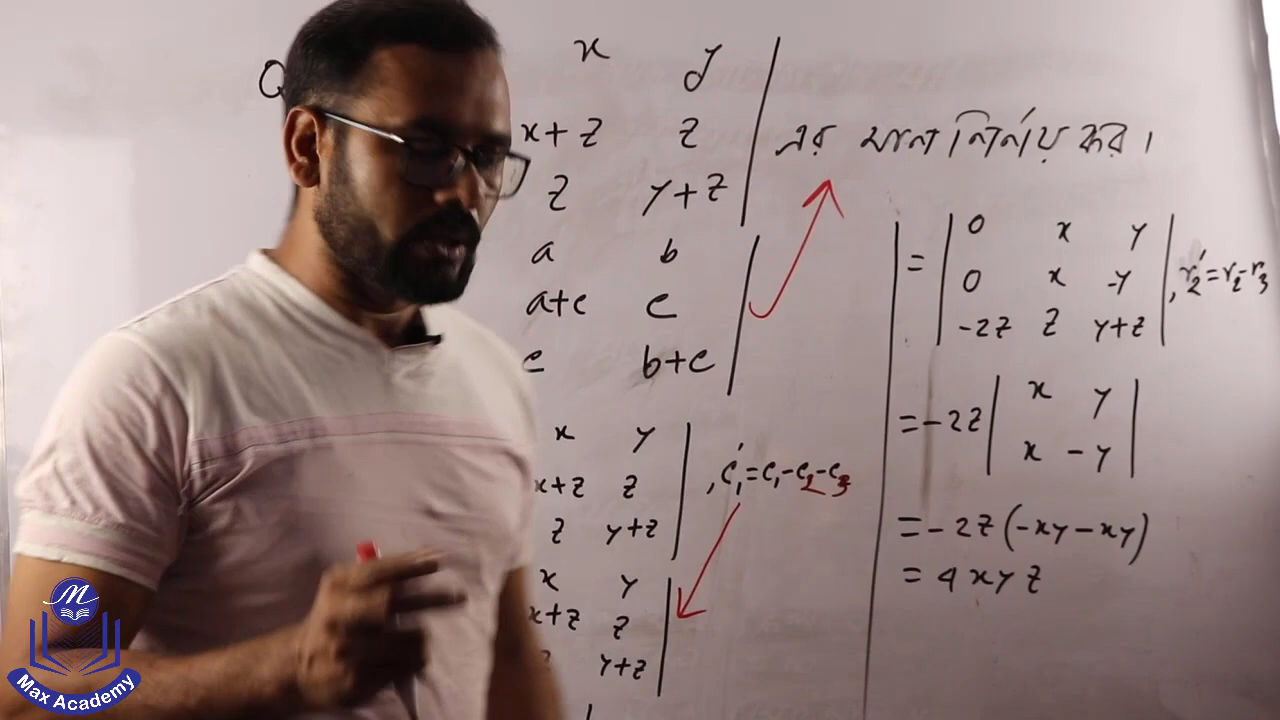 Q
x y
x+z z
z y+z
এর মান নির্ণয় কর।
a b
a+c c
c b+c
x y
x+z z
z y+z
, c₁' = c₁-c₂-c₃
x y
x+z z
y+z
= | 0 x y |
| 0 x -y | , r₂' = r₂-r₃
| -2z z y+z |
= -2z | x y |
| x -y |
= -2z (-xy-xy)
= 4xyz
M
Max Academy